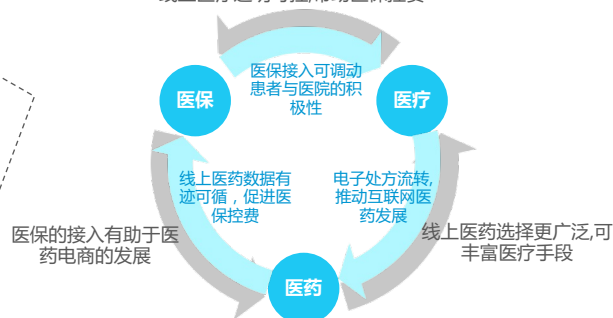 医保接入可调动
患者与医院的积
极性
医保
医疗
线上医药数据有
迹可循，促进医
保控费
电子处方流转,
推动互联网医
药发展
医保的接入有助于医
药电商的发展
线上医药选择更广泛,可
丰富医疗手段
医药